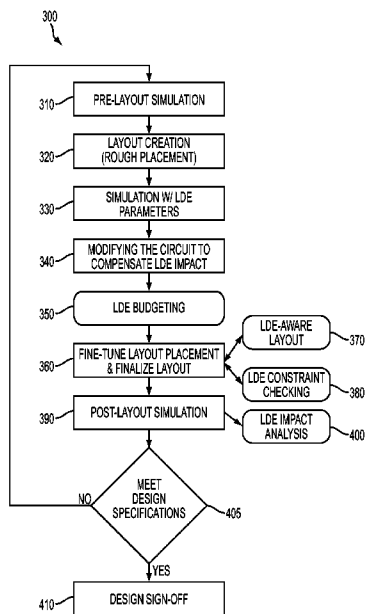 300
310
PRE-LAYOUT SIMULATION
320
LAYOUT CREATION
(ROUGH PLACEMENT)
330
SIMULATION W/ LDE
PARAMETERS
340
MODIFYING THE CIRCUIT TO
COMPENSATE LDE IMPACT
350
LDE BUDGETING
LDE-AWARE
LAYOUT
370
360
FINE-TUNE LAYOUT PLACEMENT
& FINALIZE LAYOUT
LDE CONSTRAINT
CHECKING
380
390
POST-LAYOUT SIMULATION
LDE IMPACT
ANALYSIS
400
NO
MEET
DESIGN
SPECIFICATIONS
405
YES
410
DESIGN SIGN-OFF